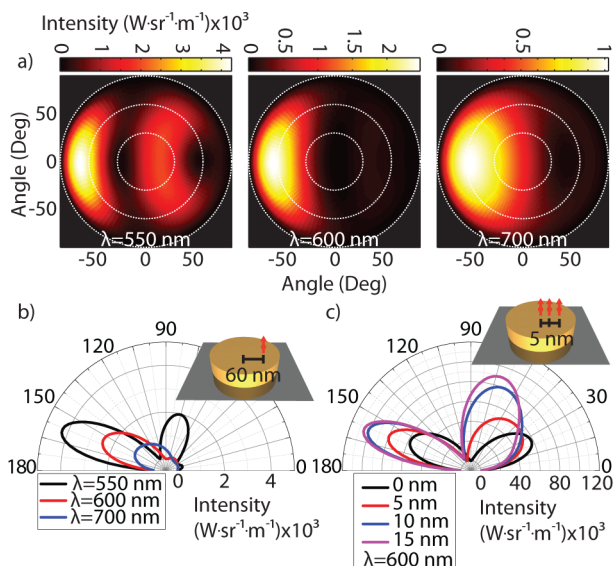 Intensity (W·sr⁻¹·m⁻¹)x10³
0 1 2 3 4
0 0.5 1 1.5 2
0 0.5 1
a)
Angle (Deg)
50
0
-50
λ=550 nm
λ=600 nm
λ=700 nm
-50 0 50
-50 0 50
-50 0 50
Angle (Deg)
b)
90
120
150
180
60 nm
0 2 4
0
λ=550 nm
λ=600 nm
λ=700 nm
Intensity
(W·sr⁻¹·m⁻¹)x10³
c)
90
120
150
180
30
0
5 nm
0 40 80 120
0 nm
5 nm
10 nm
15 nm
λ=600 nm
Intensity
(W·sr⁻¹·m⁻¹)x10³